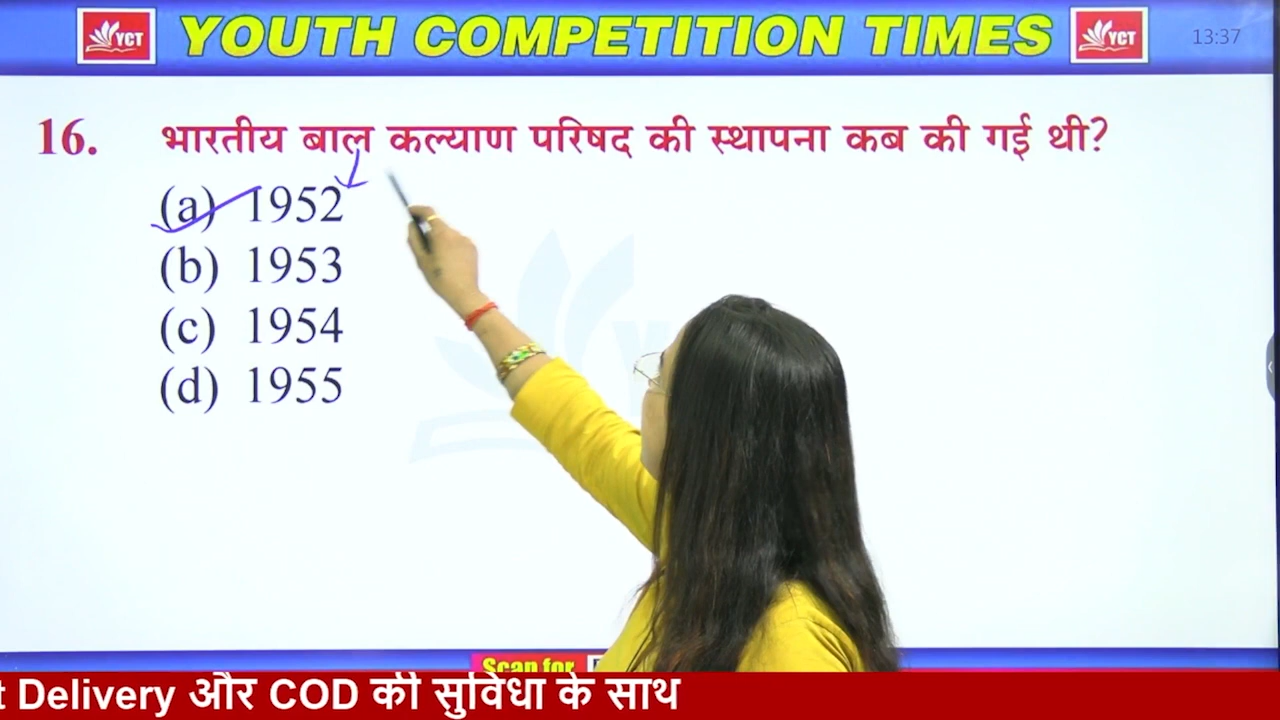 YCT YOUTH COMPETITION TIMES YCT 13:37
16. भारतीय बाल कल्याण परिषद की स्थापना कब की गई थी?
(a) 1952
(b) 1953
(c) 1954
(d) 1955
Scan for
t Delivery और COD की सुविधा के साथ